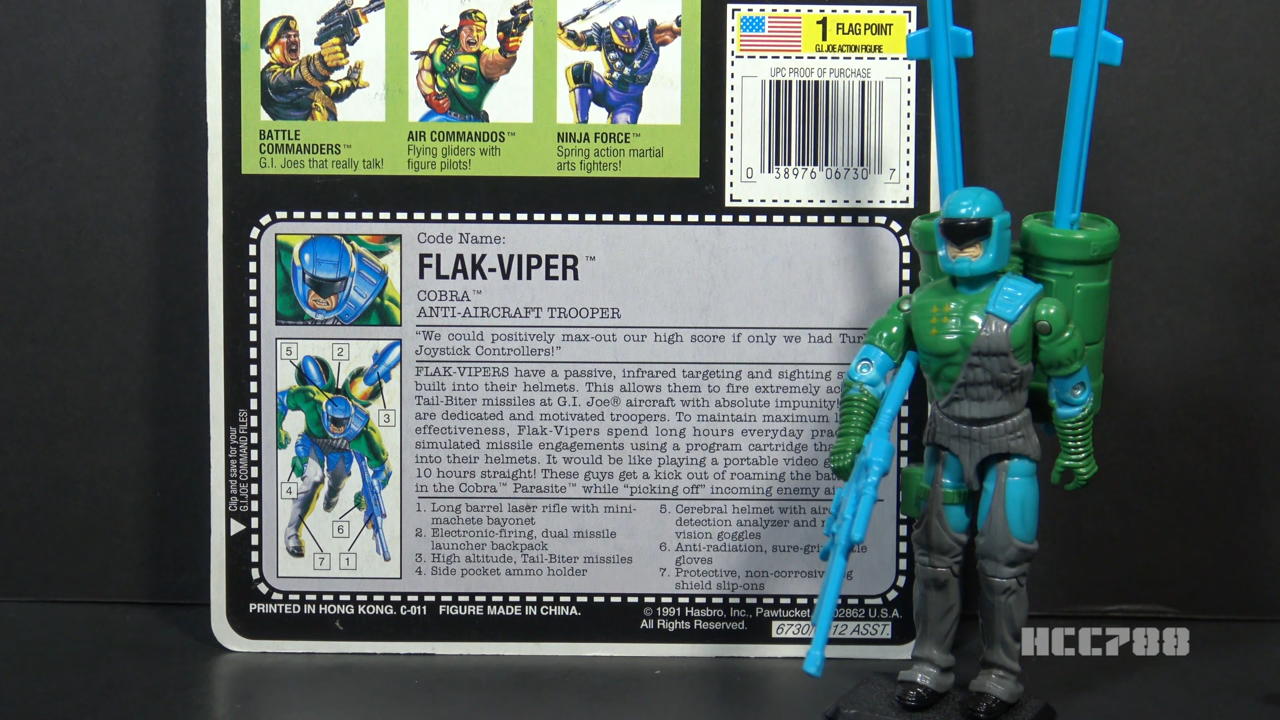 BATTLE
COMMANDERS™
G.I. Joes that really talk!
AIR COMMANDOS™
Flying gliders with
figure pilots!
NINJA FORCE™
Spring action martial
arts fighters!
1 FLAG POINT
G.I. JOE ACTION FIGURE
UPC PROOF OF PURCHASE
0 38976 06730 7
Code Name:
FLAK-VIPER™
COBRA™
ANTI-AIRCRAFT TROOPER
"We could positively max-out our high score if only we had
Joystick Controllers!"
FLAK-VIPERS have a passive, infrared targeting and sighting
built into their helmets. This allows them to fire extremely
Tail-Biter missiles at G.I. Joe® aircraft with absolute impunity!
are dedicated and motivated troopers. To maintain maximum
effectiveness, Flak-Vipers spend long hours everyday
simulated missile engagements using a program cartridge
into their helmets. It would be like playing a portable video
10 hours straight! These guys get a kick out of roaming the
in the Cobra™ Parasite™ while "picking off" incoming enemy
5
2
3
4
6
7
1
1. Long barrel laser rifle with mini-
machete bayonet
2. Electronic-firing, dual missile
launcher backpack
3. High altitude, Tail-Biter missiles
4. Side pocket ammo holder
5. Cerebral helmet with
detection analyzer and
vision goggles
6. Anti-radiation,
gloves
7. Protective, non-corrosive
shield slip-ons
Clip and save for your
G.I. JOE COMMAND FILES!
PRINTED IN HONG KONG. C-011 FIGURE MADE IN CHINA.
© 1991 Hasbro, Inc., Pawtucket, 02862 U.S.A.
All Rights Reserved.
6730 12 ASST.
HCC788